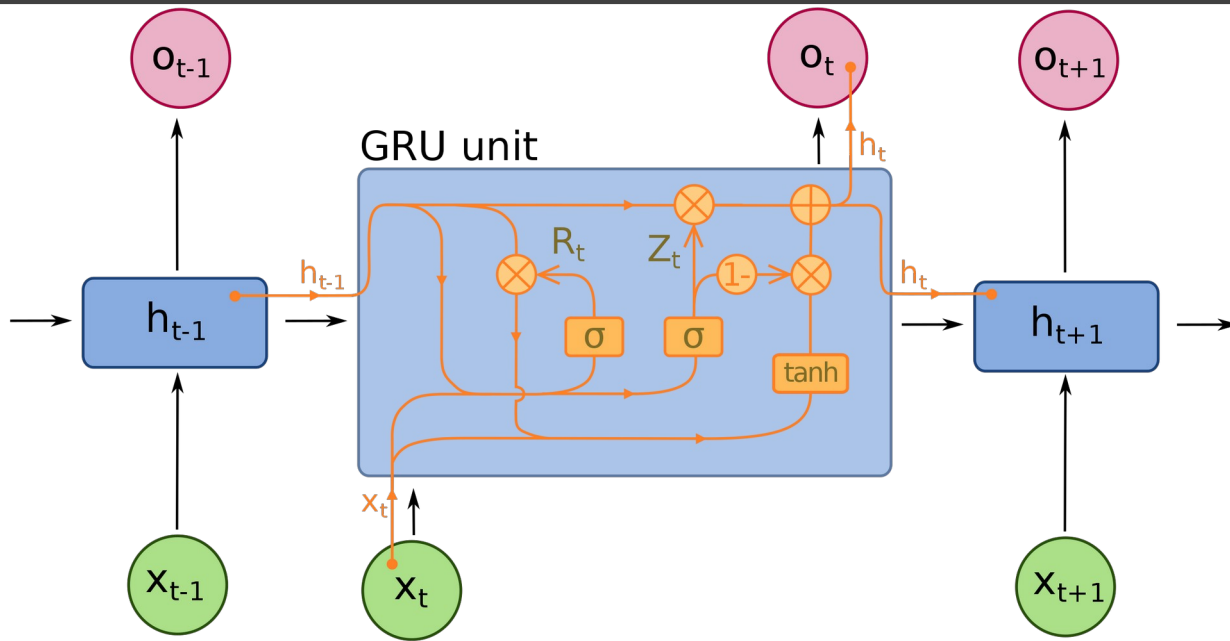 o_{t-1}
o_t
o_{t+1}
GRU unit
h_t
R_t
Z_t
1-
h_{t-1}
h_t
h_{t-1}
σ
σ
h_{t+1}
tanh
x_t
x_{t-1}
x_t
x_{t+1}